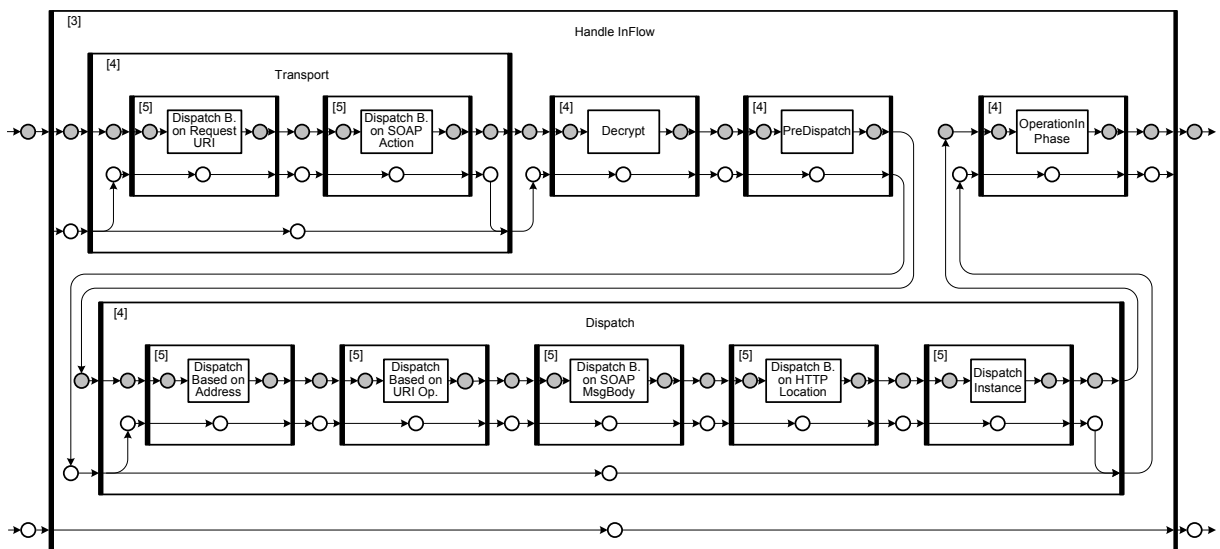 [3]
Handle InFlow
[4]
Transport
[5]
Dispatch B.
on Request
URI
[5]
Dispatch B.
on SOAP
Action
[4]
Decrypt
[4]
PreDispatch
[4]
OperationIn
Phase
[4]
Dispatch
[5]
Dispatch
Based on
Address
[5]
Dispatch
Based on
URI Op.
[5]
Dispatch B.
on SOAP
MsgBody
[5]
Dispatch B.
on HTTP
Location
[5]
Dispatch
Instance